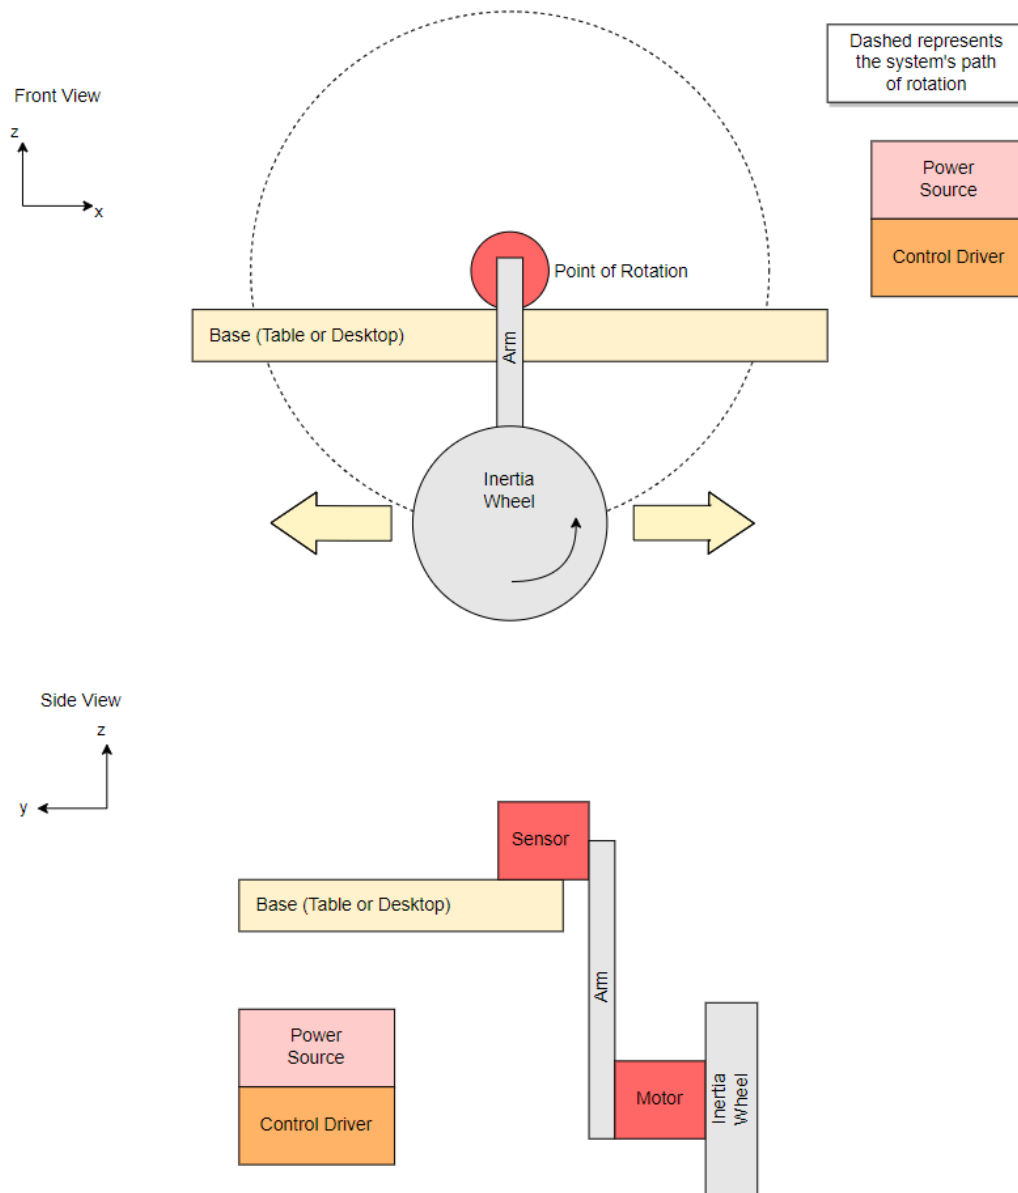 Dashed represents
the system's path
of rotation
Front View
z
x
Power
Source
Control Driver
Point of Rotation
Base (Table or Desktop)
Arm
Inertia
Wheel
Side View
z
y
Sensor
Base (Table or Desktop)
Arm
Power
Source
Control Driver
Motor
Inertia
Wheel